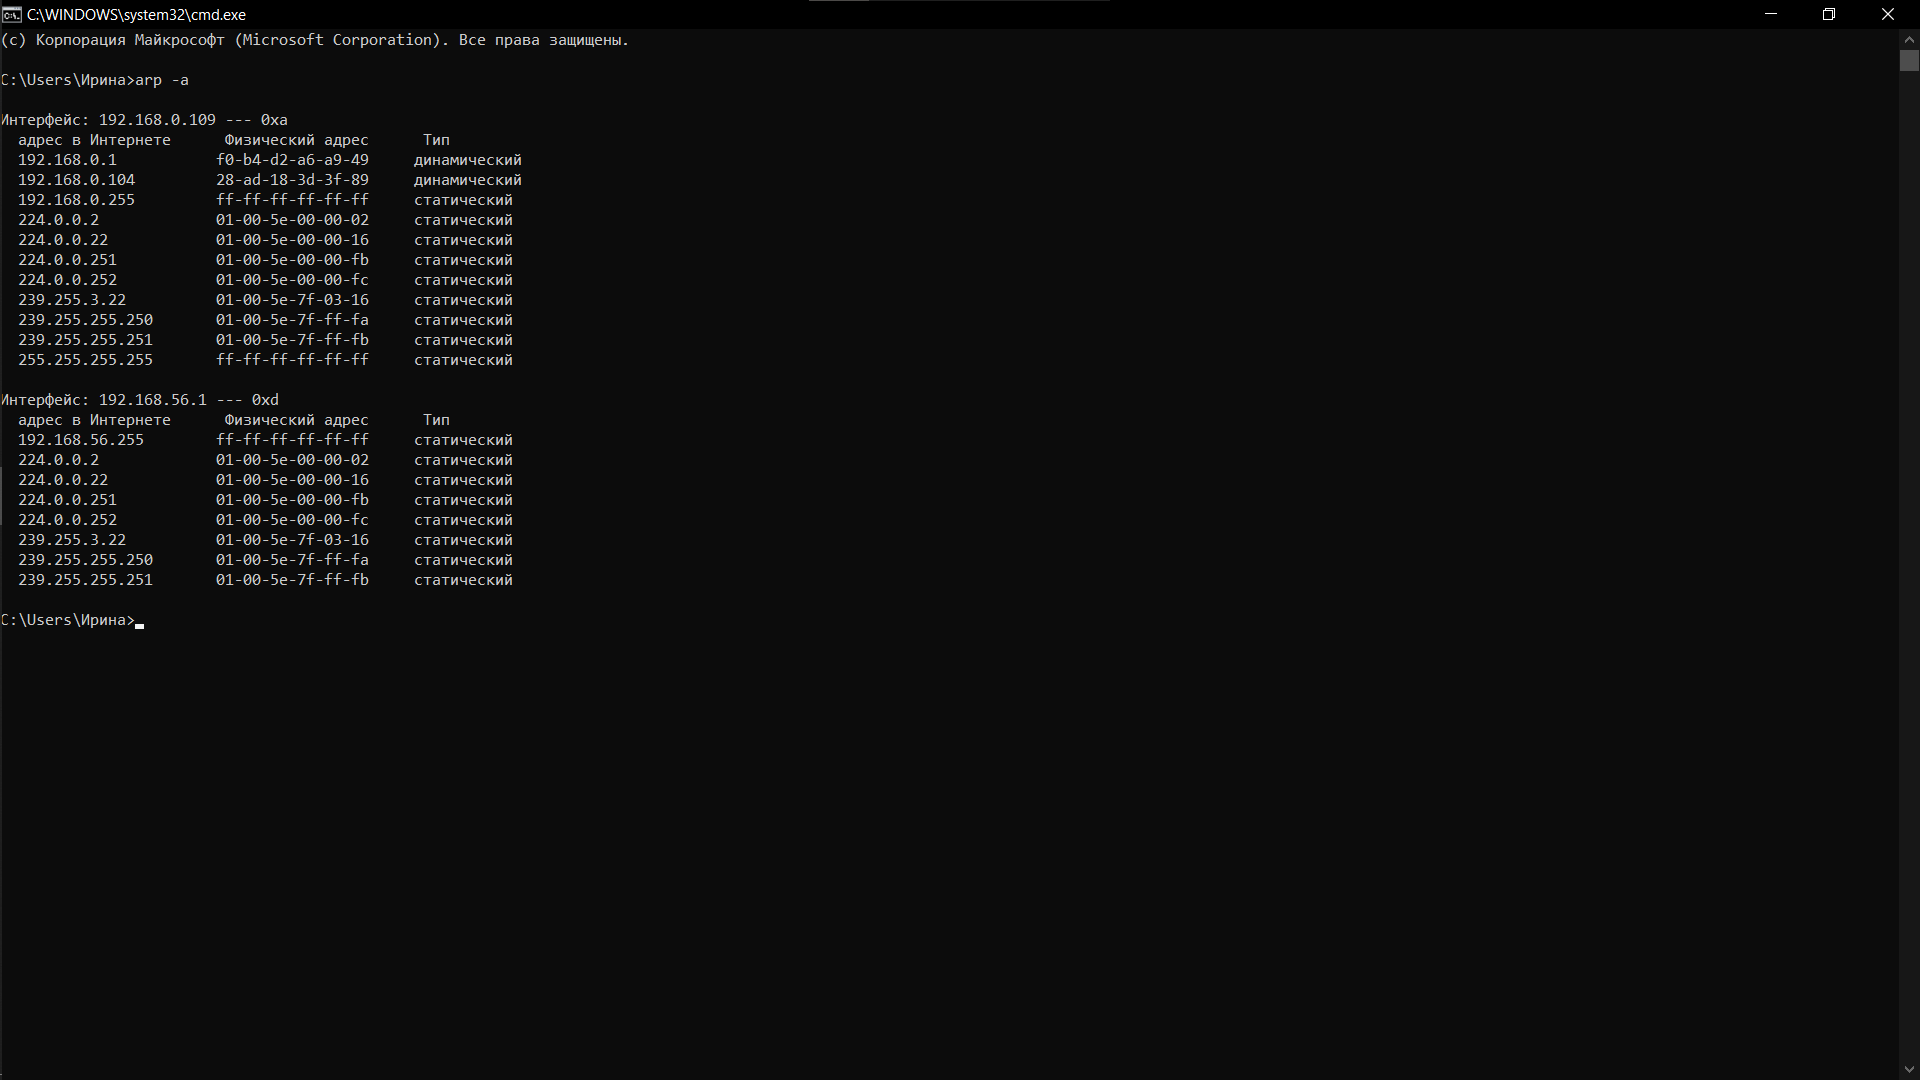 C:\WINDOWS\system32\cmd.exe
(c) Корпорация Майкрософт (Microsoft Corporation). Все права защищены.
C:\Users\Ирина>arp -a
Интерфейс: 192.168.0.109 --- 0xa
адрес в Интернете Физический адрес Тип
192.168.0.1 f0-b4-d2-a6-a9-49 динамический
192.168.0.104 28-ad-18-3d-3f-89 динамический
192.168.0.255 ff-ff-ff-ff-ff-ff статический
224.0.0.2 01-00-5e-00-00-02 статический
224.0.0.22 01-00-5e-00-00-16 статический
224.0.0.251 01-00-5e-00-00-fb статический
224.0.0.252 01-00-5e-00-00-fc статический
239.255.3.22 01-00-5e-7f-03-16 статический
239.255.255.250 01-00-5e-7f-ff-fa статический
239.255.255.251 01-00-5e-7f-ff-fb статический
255.255.255.255 ff-ff-ff-ff-ff-ff статический
Интерфейс: 192.168.56.1 --- 0xd
адрес в Интернете Физический адрес Тип
192.168.56.255 ff-ff-ff-ff-ff-ff статический
224.0.0.2 01-00-5e-00-00-02 статический
224.0.0.22 01-00-5e-00-00-16 статический
224.0.0.251 01-00-5e-00-00-fb статический
224.0.0.252 01-00-5e-00-00-fc статический
239.255.3.22 01-00-5e-7f-03-16 статический
239.255.255.250 01-00-5e-7f-ff-fa статический
239.255.255.251 01-00-5e-7f-ff-fb статический
C:\Users\Ирина>